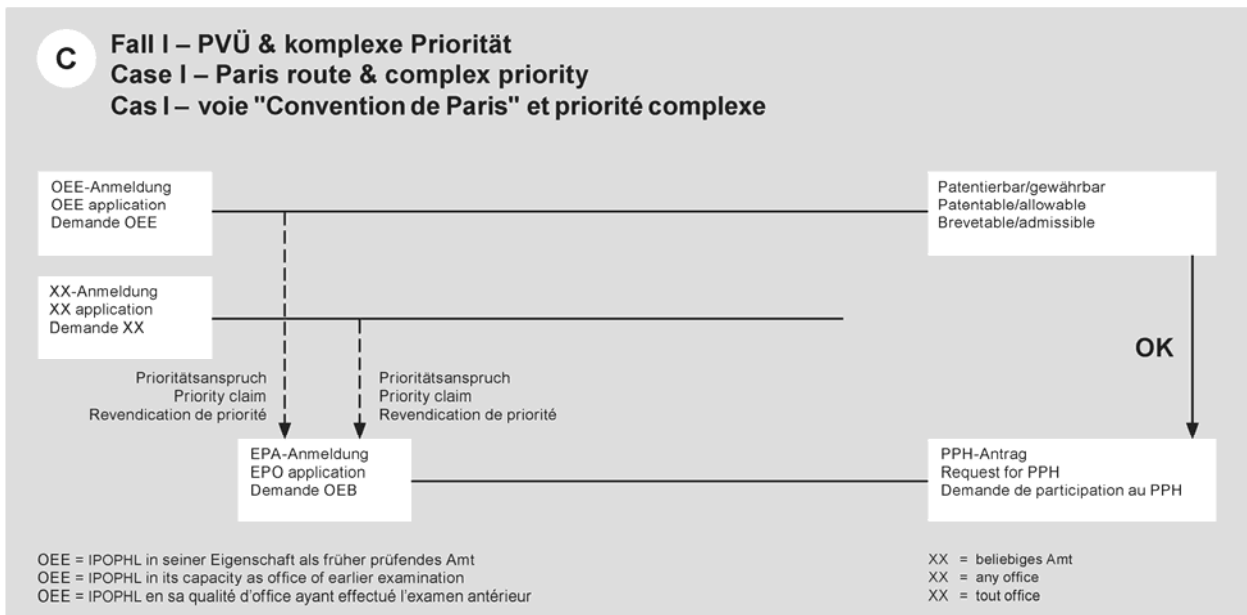 C
Fall I – PVÜ & komplexe Priorität
Case I – Paris route & complex priority
Cas I – voie "Convention de Paris" et priorité complexe
OEE-Anmeldung
OEE application
Demande OEE
Patentierbar/gewährbar
Patentable/allowable
Brevetable/admissible
XX-Anmeldung
XX application
Demande XX
OK
Prioritätsanspruch
Priority claim
Revendication de priorité
Prioritätsanspruch
Priority claim
Revendication de priorité
EPA-Anmeldung
EPO application
Demande OEB
PPH-Antrag
Request for PPH
Demande de participation au PPH
OEE = IPOPHL in seiner Eigenschaft als früher prüfendes Amt
OEE = IPOPHL in its capacity as office of earlier examination
OEE = IPOPHL en sa qualité d'office ayant effectué l'examen antérieur
XX = beliebiges Amt
XX = any office
XX = tout office